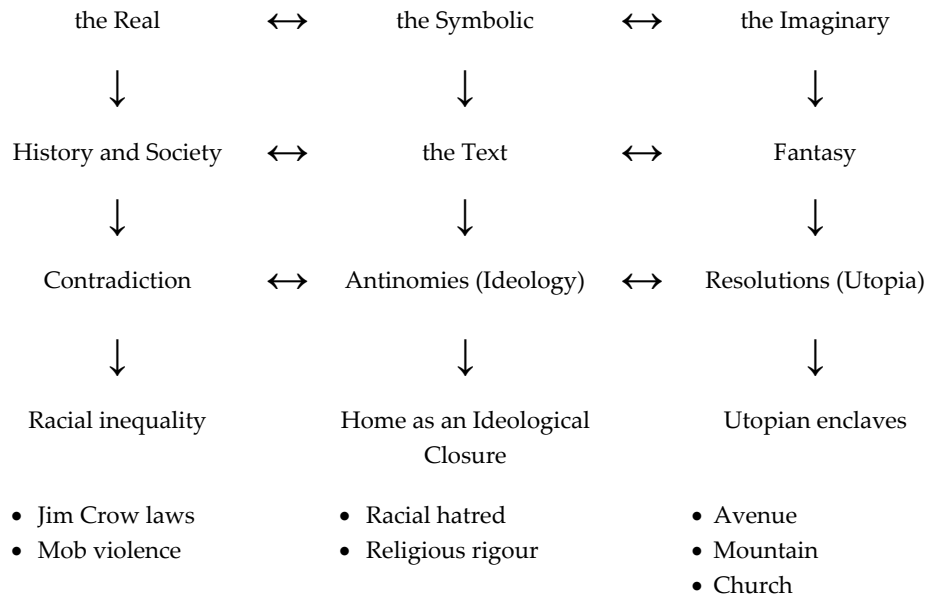 the Real ↔ the Symbolic ↔ the Imaginary
↓ ↓ ↓
History and Society ↔ the Text ↔ Fantasy
↓ ↓ ↓
Contradiction ↔ Antinomies (Ideology) ↔ Resolutions (Utopia)
↓ ↓ ↓
Racial inequality Home as an Ideological Utopian enclaves
Closure
• Jim Crow laws • Racial hatred • Avenue
• Mob violence • Religious rigour • Mountain
• Church